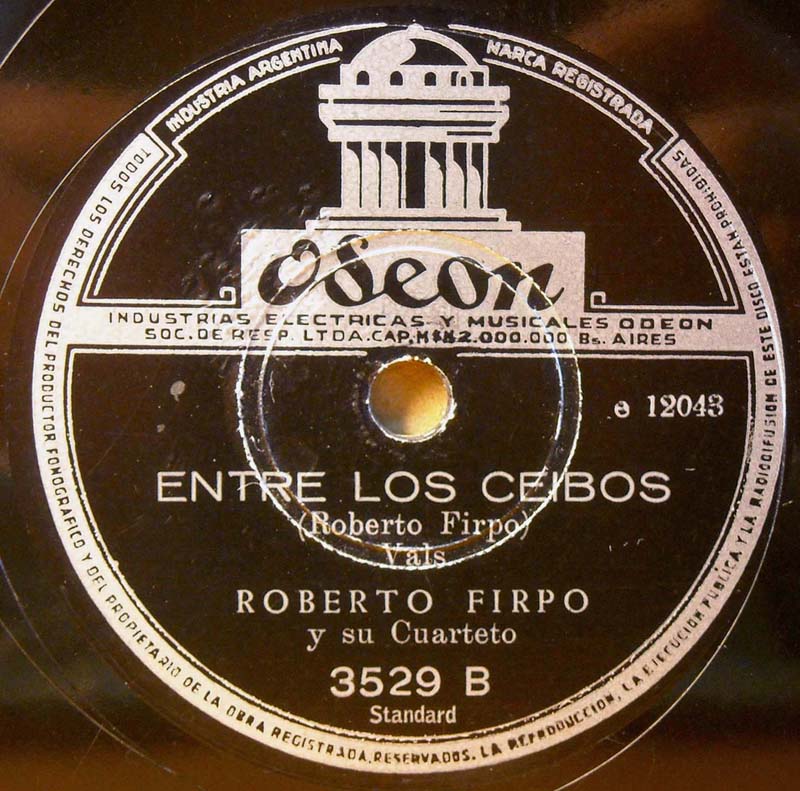 INDUSTRIA ARGENTINA
MARCA REGISTRADA
Odeon
INDUSTRIAS ELECTRICAS Y MUSICALES ODEON
SOC. DE RESP. LTDA. CAP. M$N 2.000.000 Bs. AIRES
e 12043
ENTRE LOS CEIBOS
(Roberto Firpo)
Vals
ROBERTO FIRPO
y su Cuarteto
3529 B
Standard
TODOS LOS DERECHOS DEL PRODUCTOR FONOGRAFICO Y DEL PROPIETARIO DE LA OBRA REGISTRADA, RESERVADOS. LA REPRODUCCION, LA EJECUCION PUBLICA Y LA RADIODIFUSION DE ESTE DISCO ESTAN PROHIBIDAS